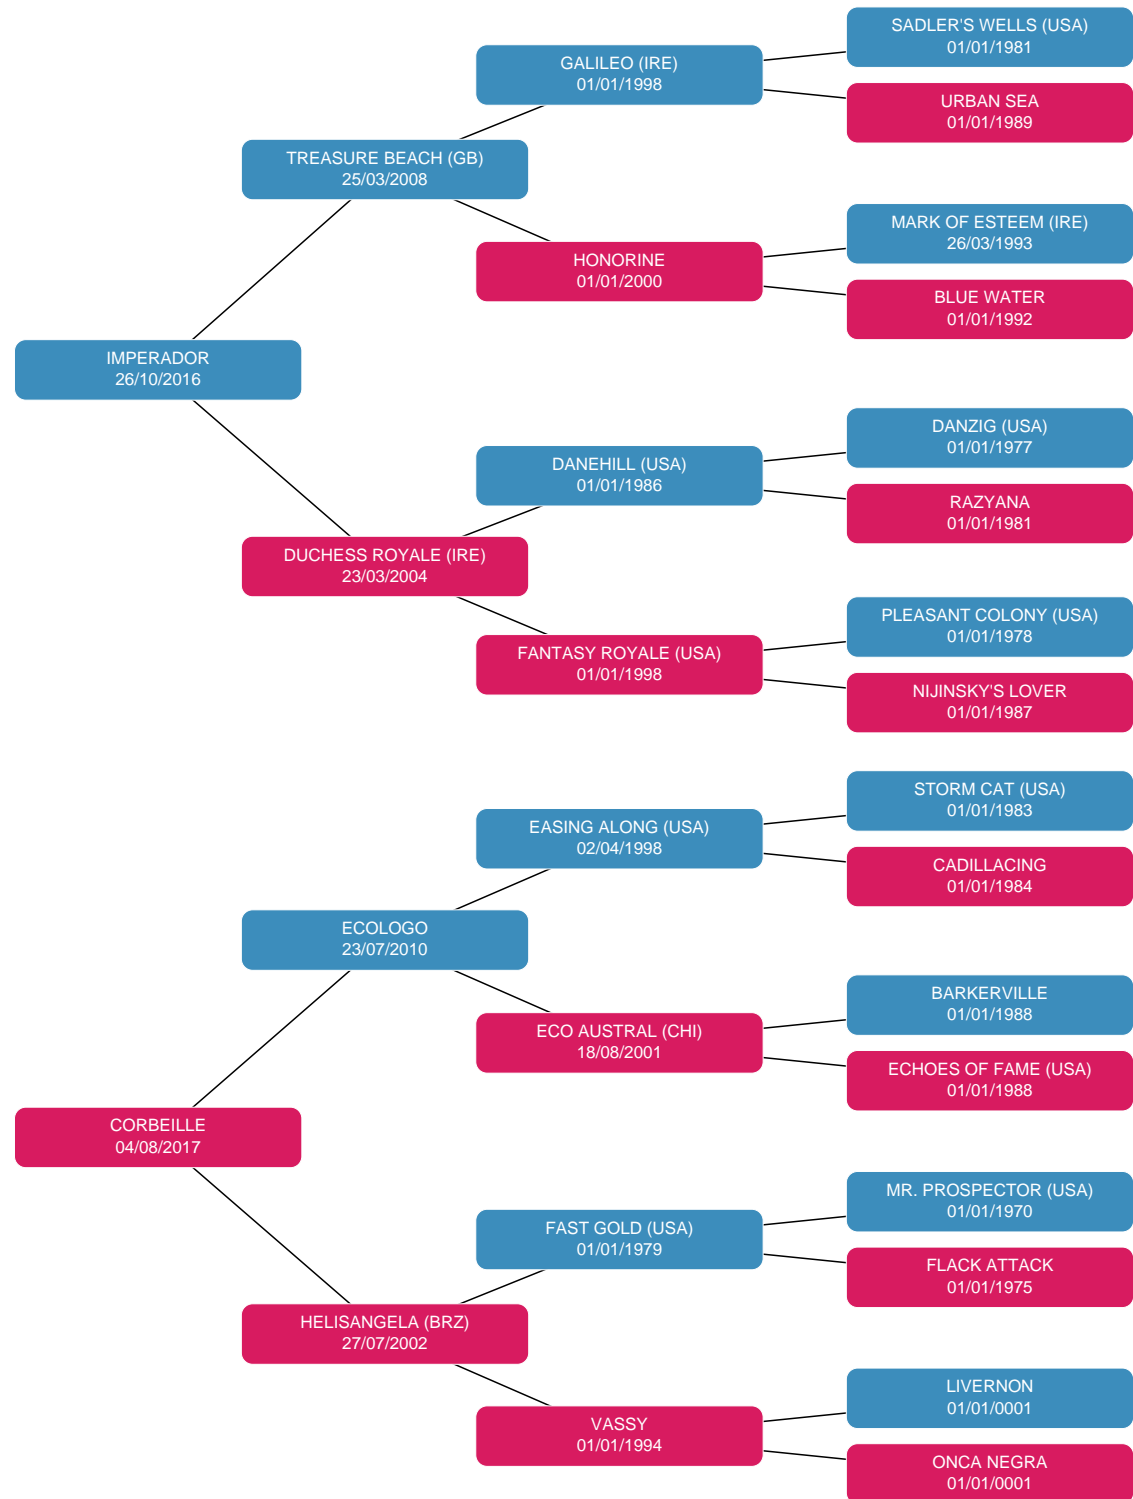 SADLER'S WELLS (USA)
01/01/1981
GALILEO (IRE)
01/01/1998
URBAN SEA
01/01/1989
TREASURE BEACH (GB)
25/03/2008
MARK OF ESTEEM (IRE)
26/03/1993
HONORINE
01/01/2000
BLUE WATER
01/01/1992
IMPERADOR
26/10/2016
DANZIG (USA)
01/01/1977
DANEHILL (USA)
01/01/1986
RAZYANA
01/01/1981
DUCHESS ROYALE (IRE)
23/03/2004
PLEASANT COLONY (USA)
01/01/1978
FANTASY ROYALE (USA)
01/01/1998
NIJINSKY'S LOVER
01/01/1987
STORM CAT (USA)
01/01/1983
EASING ALONG (USA)
02/04/1998
CADILLACING
01/01/1984
ECOLOGO
23/07/2010
BARKERVILLE
01/01/1988
ECO AUSTRAL (CHI)
18/08/2001
ECHOES OF FAME (USA)
01/01/1988
CORBEILLE
04/08/2017
MR. PROSPECTOR (USA)
01/01/1970
FAST GOLD (USA)
01/01/1979
FLACK ATTACK
01/01/1975
HELISANGELA (BRZ)
27/07/2002
LIVERNON
01/01/0001
VASSY
01/01/1994
ONCA NEGRA
01/01/0001